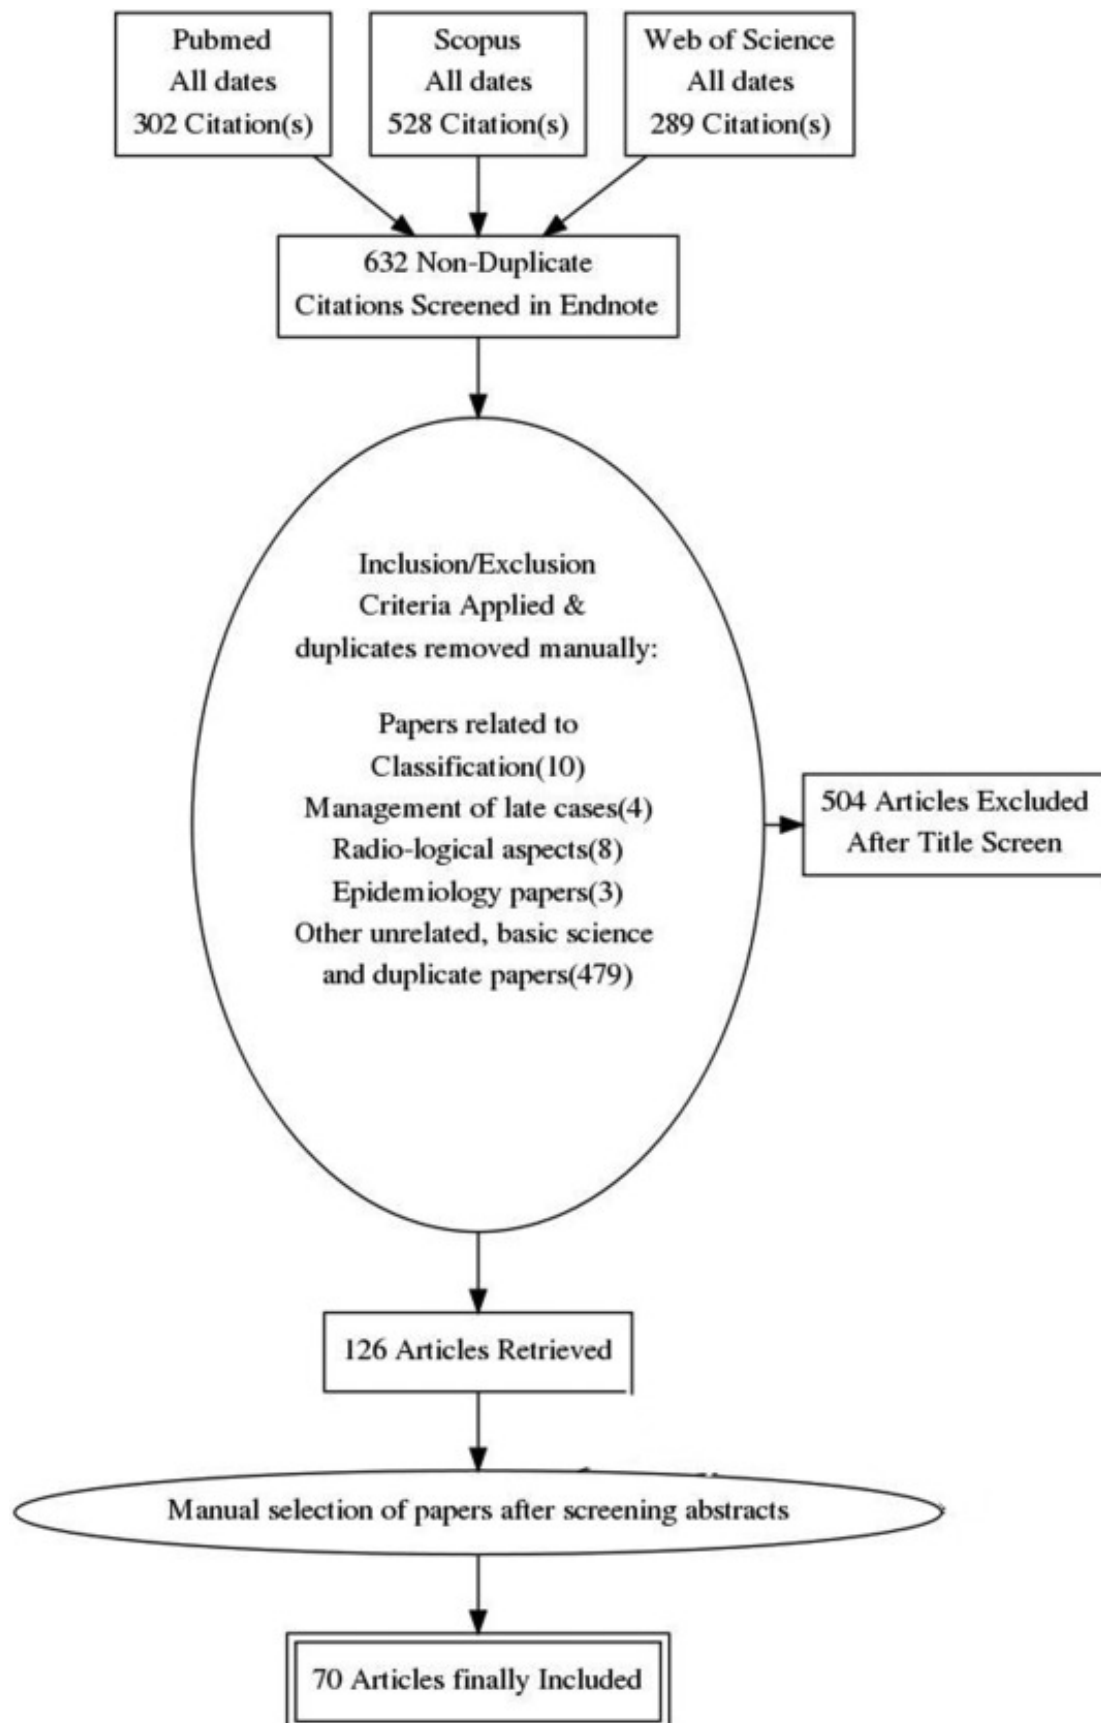 Pubmed
All dates
302 Citation(s)
Scopus
All dates
528 Citation(s)
Web of Science
All dates
289 Citation(s)
632 Non-Duplicate
Citations Screened in Endnote
Inclusion/Exclusion
Criteria Applied &
duplicates removed manually:
Papers related to
Classification(10)
Management of late cases(4)
Radio-logical aspects(8)
Epidemiology papers(3)
Other unrelated, basic science
and duplicate papers(479)
504 Articles Excluded
After Title Screen
126 Articles Retrieved
Manual selection of papers after screening abstracts
70 Articles finally Included